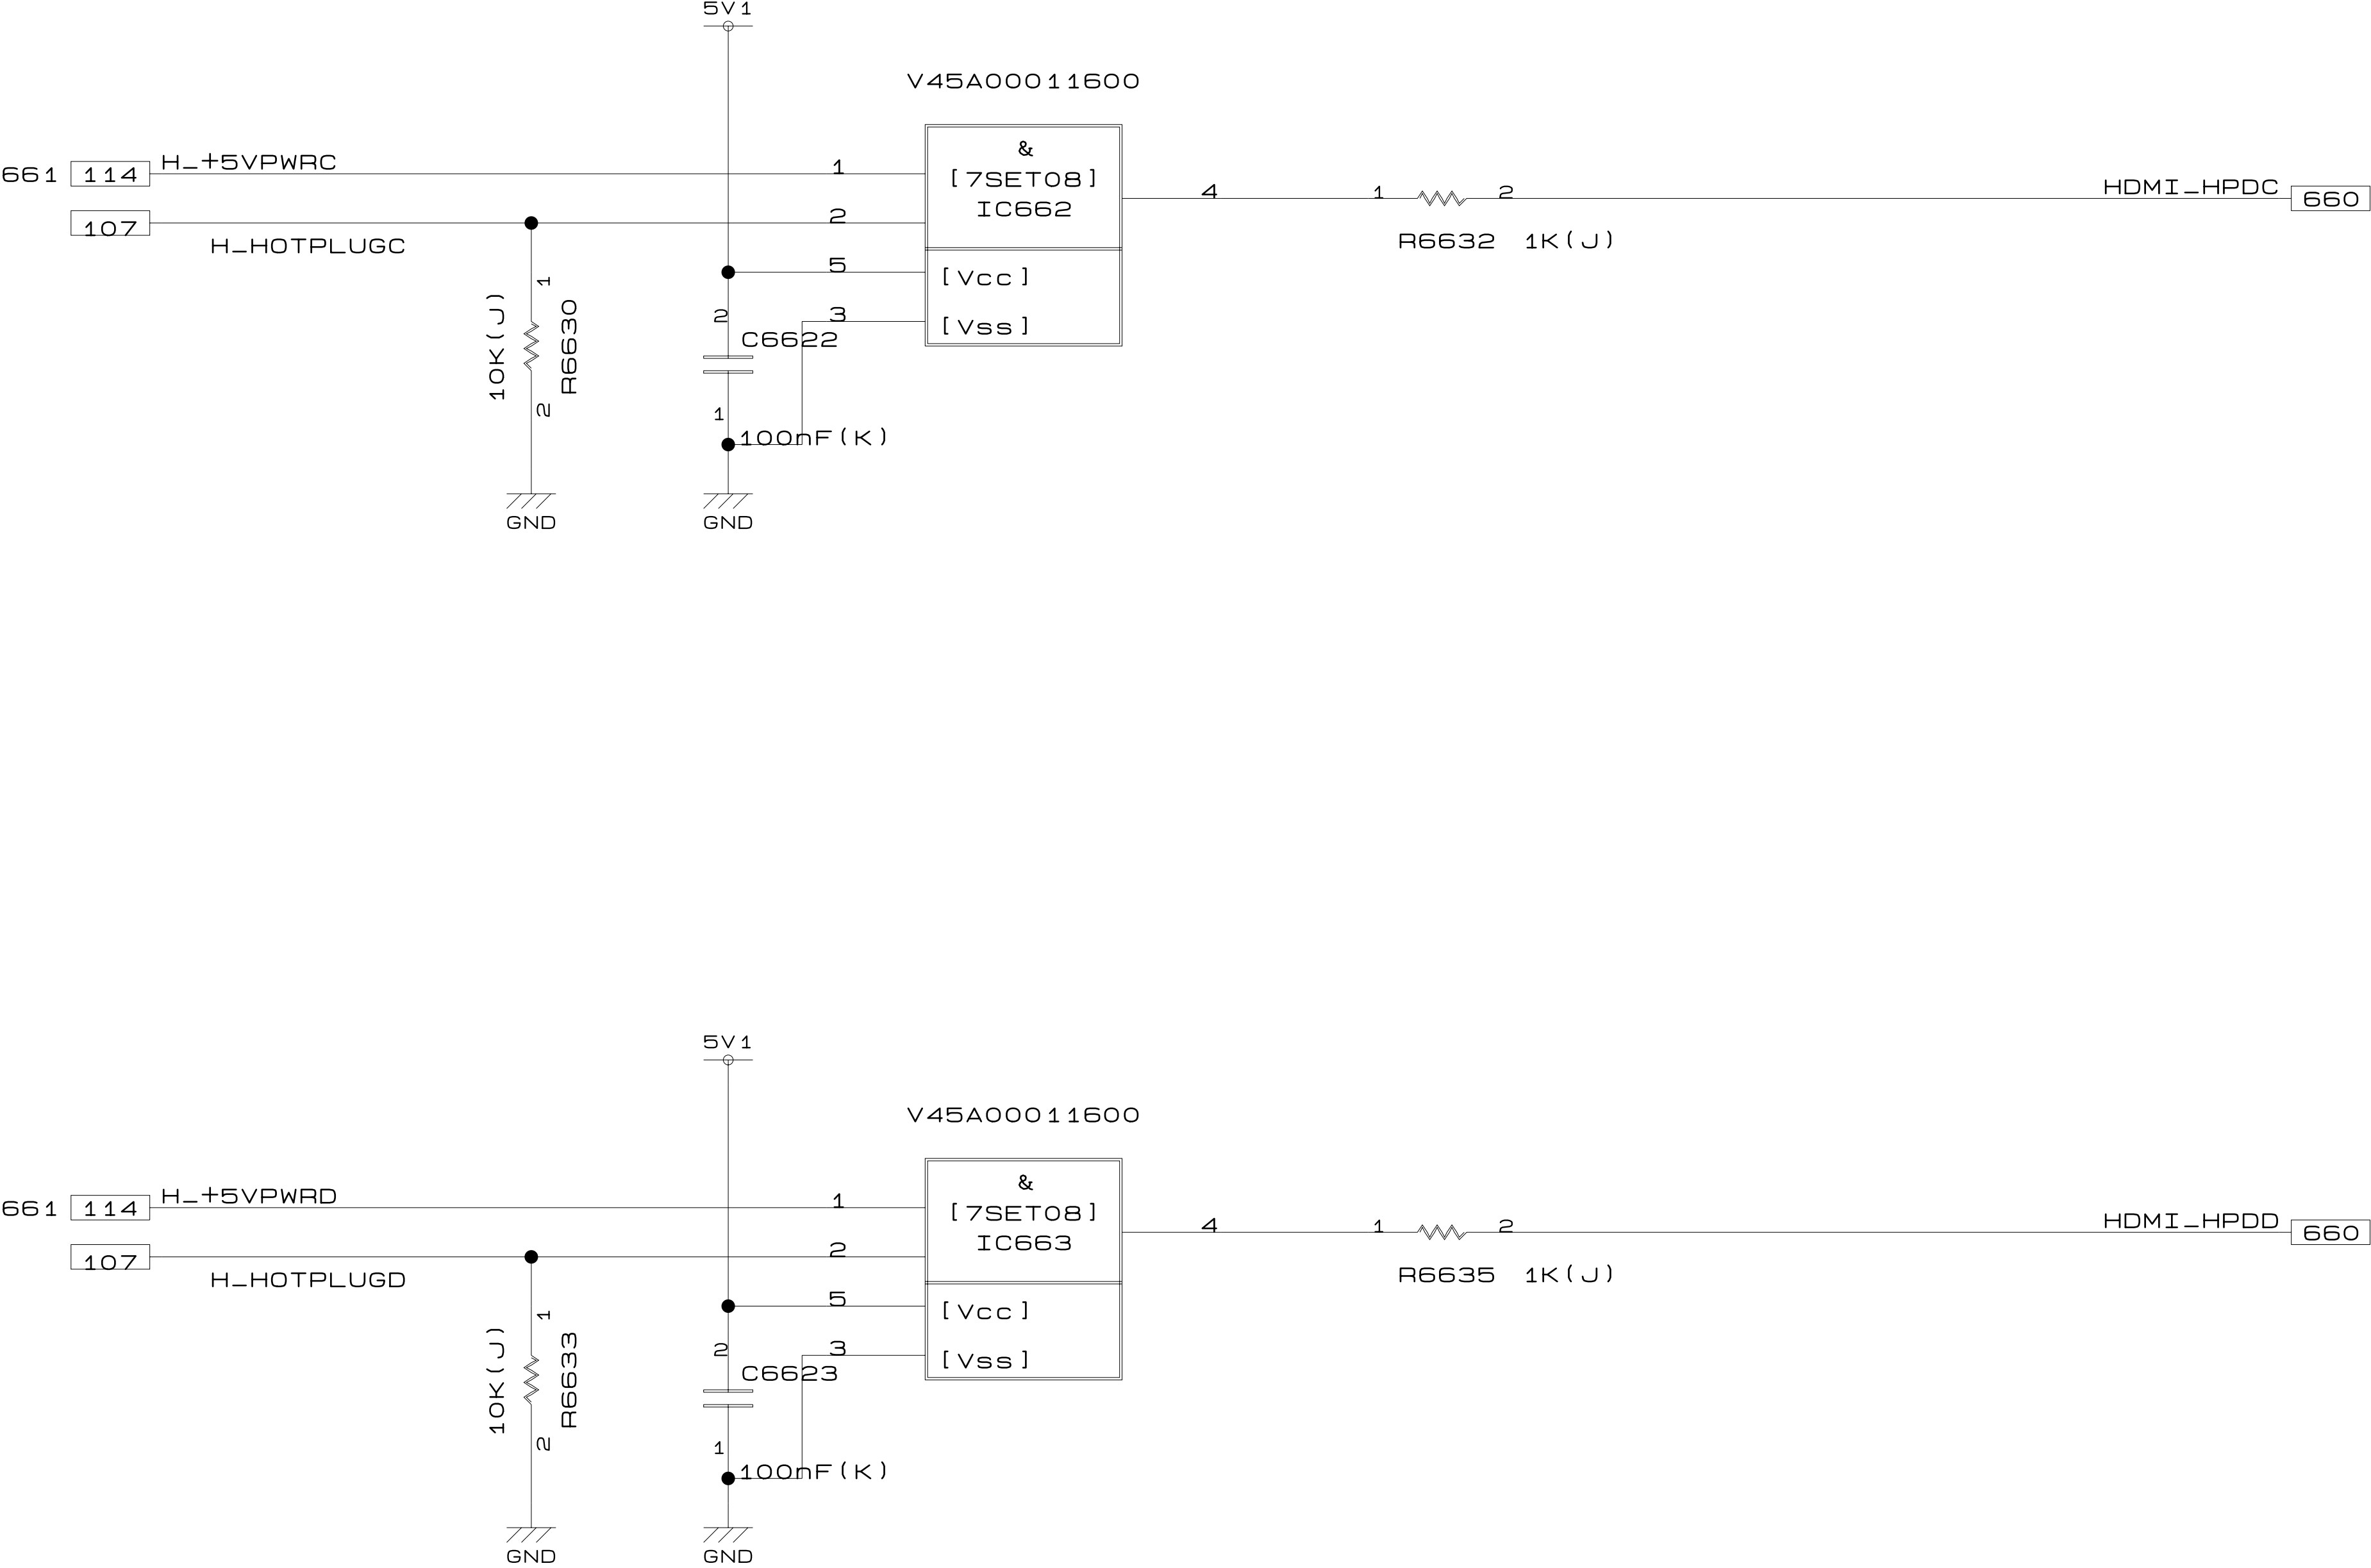 5V1
V45A00011600
661 114 H_+5VPWRC 1
& 
[7SET08]
IC662
4 1 2 HDMI_HPDC 660
107 2
H_HOTPLUGC
R6632 1K(J)
5 [Vcc]
3 [Vss]
1
10K(J)
R6630
2
2
C6622
1
100nF(K)
GND
GND
5V1
V45A00011600
661 114 H_+5VPWRD 1
&
[7SET08]
IC663
4 1 2 HDMI_HPDD 660
107 2
H_HOTPLUGD
R6635 1K(J)
5 [Vcc]
3 [Vss]
1
10K(J)
R6633
2
2
C6623
1
100nF(K)
GND
GND